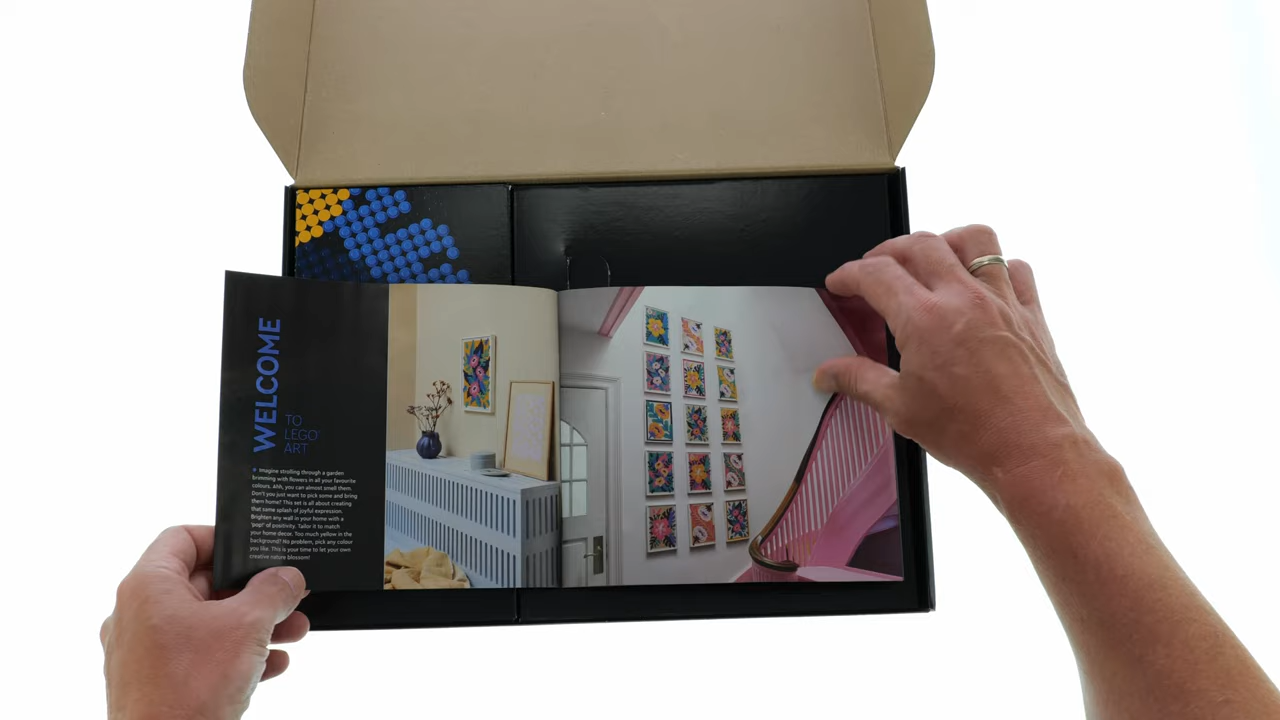 WELCOME
TO
LEGO®
ART
Imagine strolling through a garden
brimming with flowers in all your favourite
colours. Ahh, you can almost smell them.
Don't you just want to pick some and bring
them home? This set is all about creating
that same splash of joyful expression.
Brighten any wall in your home with a
'pop!' of positivity. Tailor it to match
your home decor. Too much yellow in the
background? No problem, pick any colour
you like. This is your time to let your own
creative nature blossom!